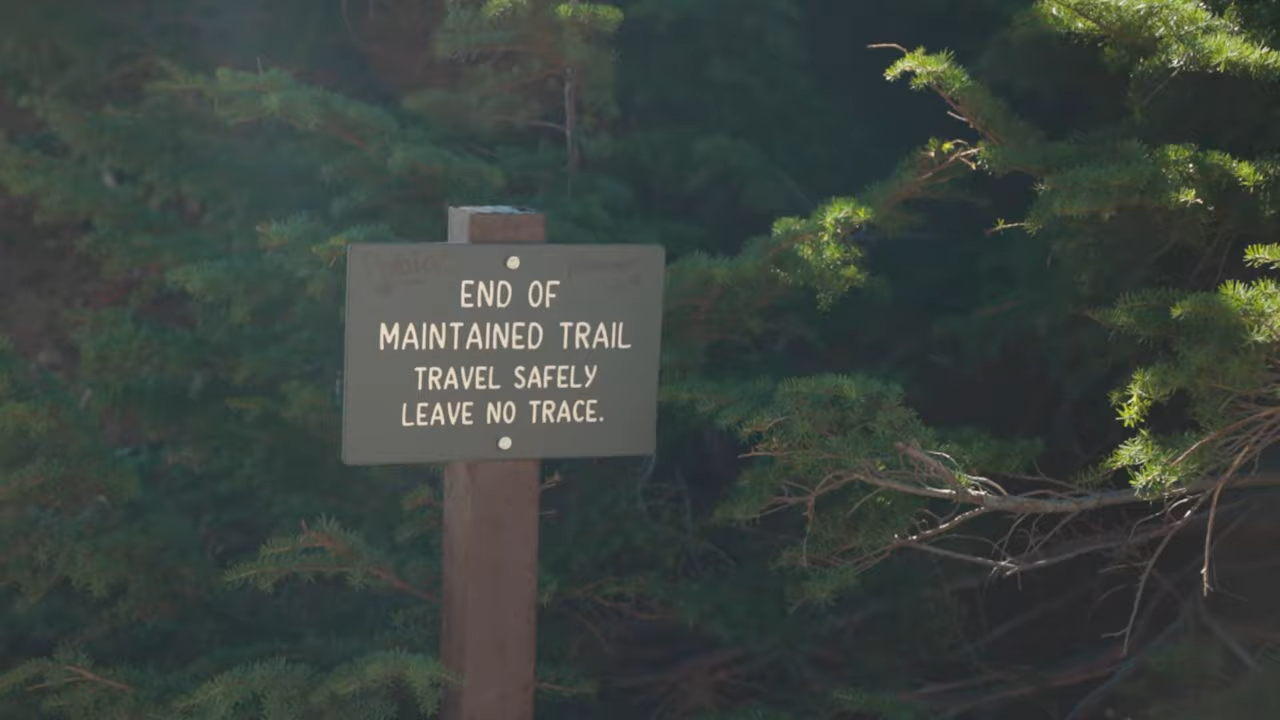 END OF
MAINTAINED TRAIL
TRAVEL SAFELY
LEAVE NO TRACE.